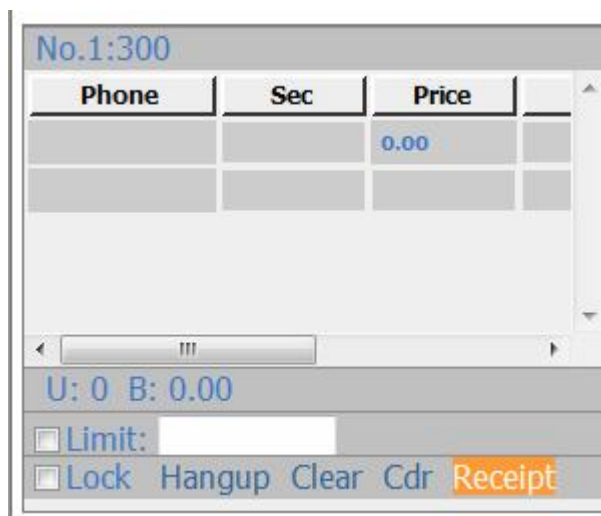 No.1:300
Phone Sec Price
0.00
U: 0 B: 0.00
Limit:
Lock Hangup Clear Cdr Receipt